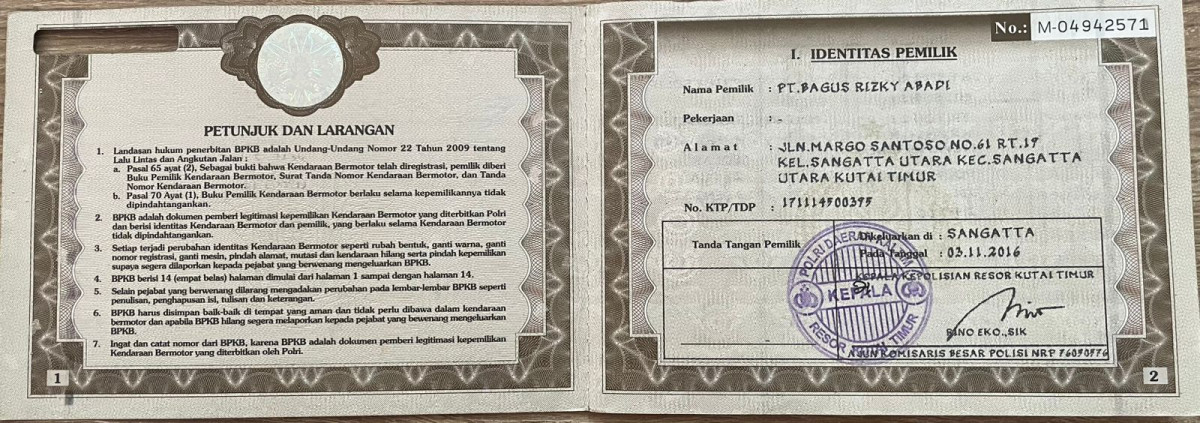 PETUNJUK DAN LARANGAN
1. Landasan hukum penerbitan BPKB adalah Undang-Undang Nomor 22 Tahun 2009 tentang
Lalu Lintas dan Angkutan Jalan :
a. Pasal 65 ayat (2), Sebagai bukti bahwa Kendaraan Bermotor telah diregistrasi, pemilik diberi
Buku Pemilik Kendaraan Bermotor, Surat Tanda Nomor Kendaraan Bermotor, dan Tanda
Nomor Kendaraan Bermotor.
b. Pasal 70 Ayat (1), Buku Pemilik Kendaraan Bermotor berlaku selama kepemilikannya tidak
dipindahtangankan.
2. BPKB adalah dokumen pemberi legitimasi kepemilikan Kendaraan Bermotor yang diterbitkan Polri
dan berisi identitas Kendaraan Bermotor dan pemilik, yang berlaku selama Kendaraan Bermotor
tidak dipindahtangankan.
3. Setiap terjadi perubahan identitas Kendaraan Bermotor seperti rubah bentuk, ganti warna, ganti
nomor registrasi, ganti mesin, pindah alamat, mutasi dan kendaraan hilang serta pindah kepemilikan
supaya segera dilaporkan kepada pejabat yang berwenang mengeluarkan BPKB.
4. BPKB berisi 14 (empat belas) halaman dimulai dari halaman 1 sampai dengan halaman 14.
5. Selain pejabat yang berwenang dilarang mengadakan perubahan pada lembar-lembar BPKB seperti
penulisan, penghapusan isi, tulisan dan keterangan.
6. BPKB harus disimpan baik-baik di tempat yang aman dan tidak perlu dibawa dalam kendaraan
bermotor dan apabila BPKB hilang segera melaporkan kepada pejabat yang bewenang mengeluarkan
BPKB.
7. Ingat dan catat nomor dari BPKB, karena BPKB adalah dokumen pemberi legitimasi kepemilikan
Kendaraan Bermotor yang diterbitkan oleh Polri.
1
No.: M-04942571
I. IDENTITAS PEMILIK
Nama Pemilik : PT.BAGUS RIZKY ABADI
Pekerjaan : -
Alamat : JLN.MARGO SANTOSO NO.61 RT.19
KEL.SANGATTA UTARA KEC.SANGATTA
UTARA KUTAI TIMUR
No. KTP/TDP : 171114500395
Tanda Tangan Pemilik
Dikeluarkan di : SANGATTA
Pada Tanggal : 03.11.2016
KEPALA KEPOLISIAN RESOR KUTAI TIMUR
POLRI DAERAH
KEPALA
RESOR KUTAI TIMUR
RINO EKO.,SIK
AJUN KOMISARIS BESAR POLISI NRP 76030776
2